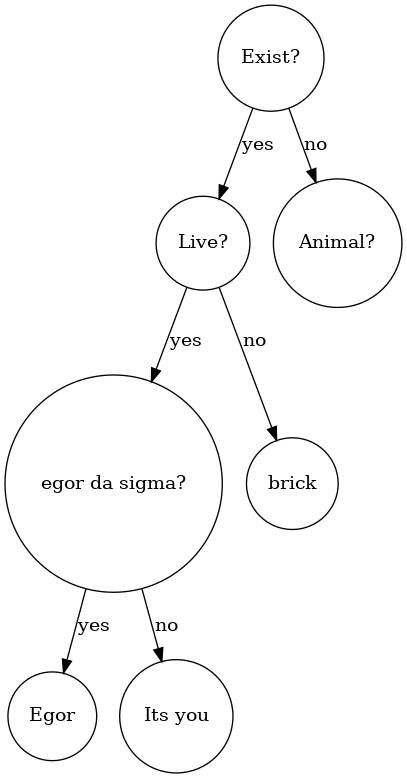 Exist?
yes
no
Live?
Animal?
yes
no
egor da sigma?
brick
yes
no
Egor
Its you